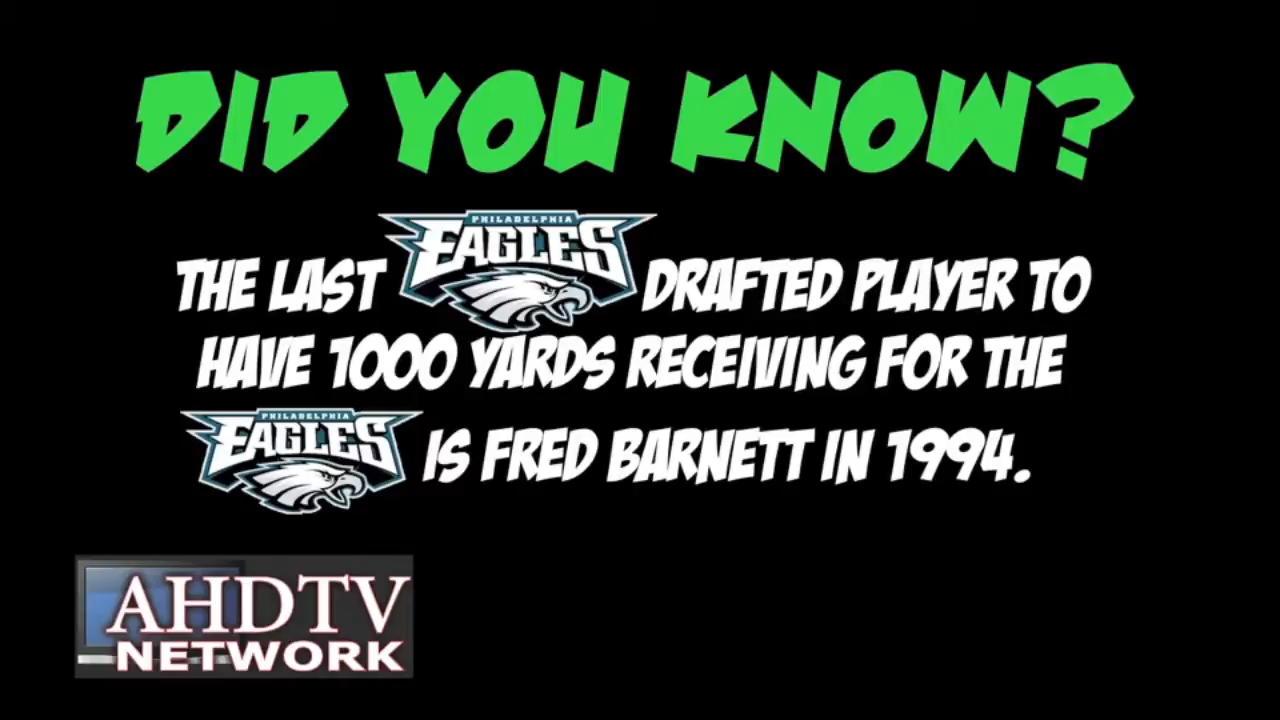 DID YOU KNOW?
THE LAST PHILADELPHIA EAGLES DRAFTED PLAYER TO
HAVE 1000 YARDS RECEIVING FOR THE
PHILADELPHIA EAGLES IS FRED BARNETT IN 1994.
AHDTV
NETWORK